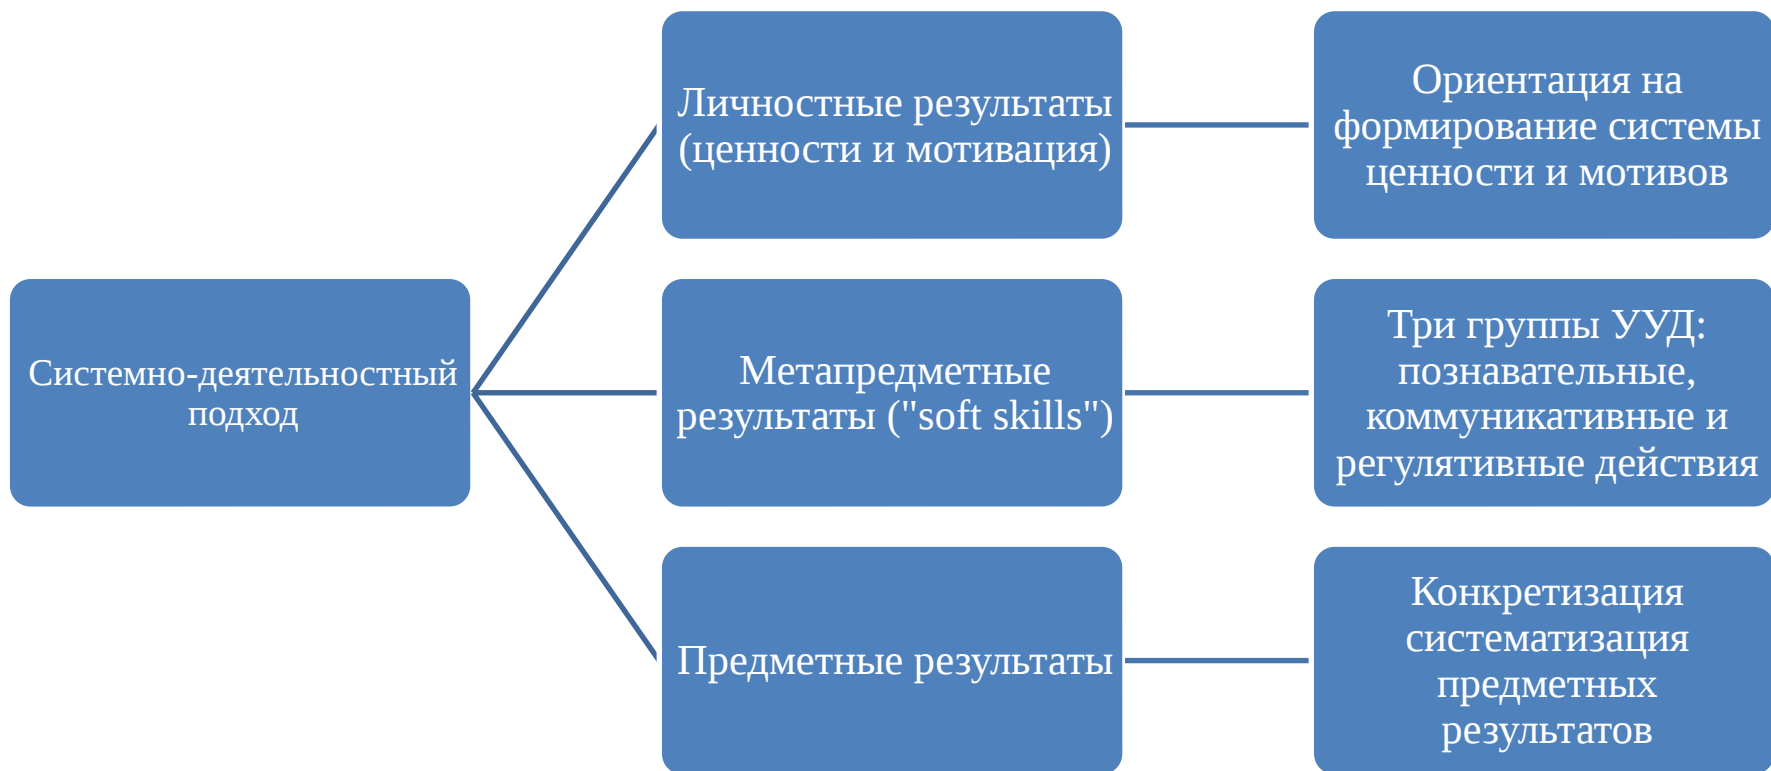 Системно-деятельностный
подход
Личностные результаты
(ценности и мотивация)
Ориентация на
формирование системы
ценности и мотивов
Метапредметные
результаты ("soft skills")
Три группы УУД:
познавательные,
коммуникативные и
регулятивные действия
Предметные результаты
Конкретизация
систематизация
предметных
результатов